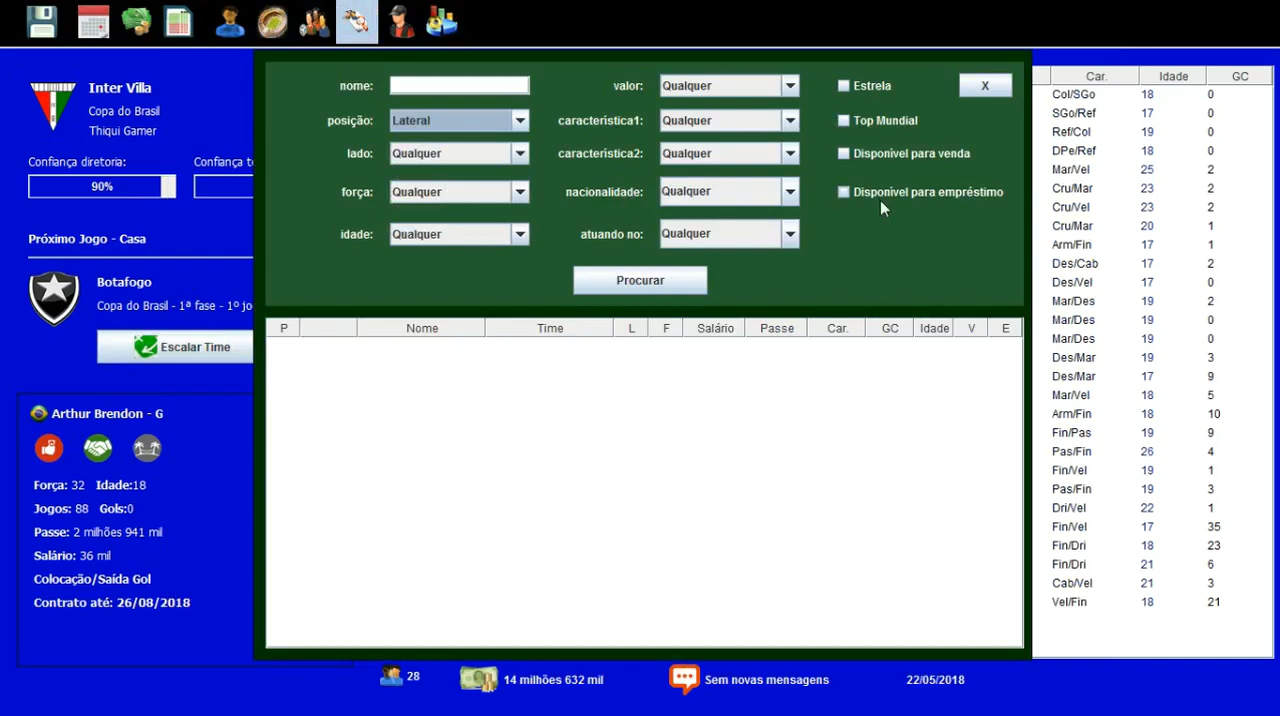 Inter Villa
Copa do Brasil
Thiqui Gamer
Confiança diretoria:
Confiança to
90%
Próximo Jogo - Casa
Botafogo
Copa do Brasil - 1ª fase - 1º jo
Escalar Time
Arthur Brendon - G
Força: 32 Idade:18
Jogos: 88 Gols:0
Passe: 2 milhões 941 mil
Salário: 36 mil
Colocação/Saída Gol
Contrato até: 26/08/2018
nome:
valor: Qualquer
Estrela
X
posição: Lateral
característica1: Qualquer
Top Mundial
lado: Qualquer
característica2: Qualquer
Disponivel para venda
força: Qualquer
nacionalidade: Qualquer
Disponivel para empréstimo
idade: Qualquer
atuando no: Qualquer
Procurar
P Nome Time L F Salário Passe Car. GC Idade V E
Car. Idade GC
Col/SGo 18 0
SGo/Ref 17 0
Ref/Col 19 0
DPe/Ref 18 0
Mar/Vel 25 2
Cru/Mar 23 2
Cru/Vel 23 2
Cru/Mar 20 1
Arm/Fin 17 1
Des/Cab 17 2
Des/Vel 17 0
Mar/Des 19 2
Mar/Des 19 0
Mar/Des 19 0
Des/Mar 19 3
Des/Mar 17 9
Mar/Vel 18 5
Arm/Fin 18 10
Fin/Pas 19 9
Pas/Fin 26 4
Fin/Vel 19 1
Pas/Fin 19 3
Dri/Vel 22 1
Fin/Vel 17 35
Fin/Dri 18 23
Fin/Dri 21 6
Cab/Vel 21 3
Vel/Fin 18 21
28
14 milhões 632 mil
Sem novas mensagens
22/05/2018